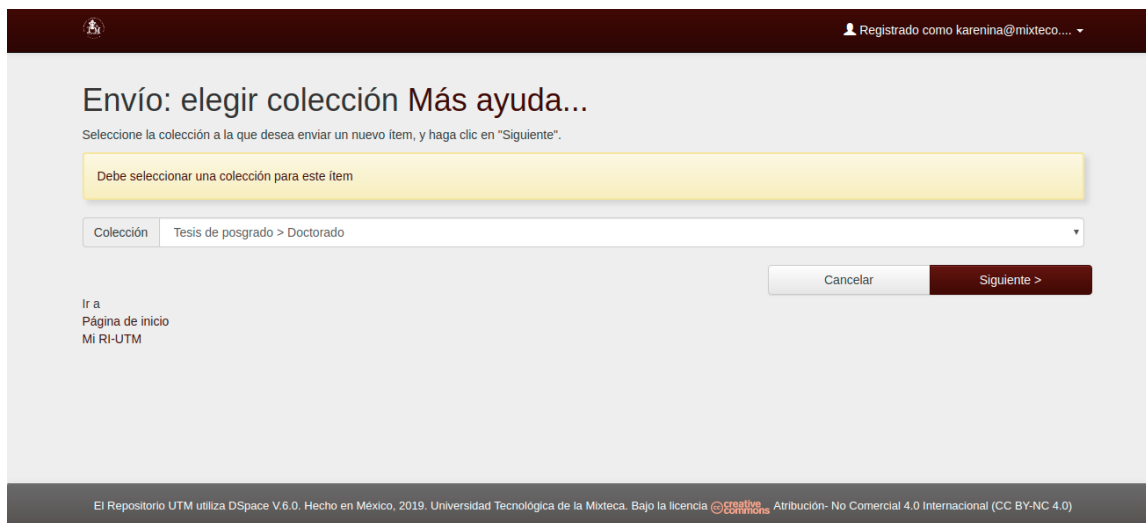 Registrado como karenina@mixteco....
Envío: elegir colección Más ayuda...
Seleccione la colección a la que desea enviar un nuevo ítem, y haga clic en "Siguiente".
Debe seleccionar una colección para este ítem
Colección Tesis de posgrado > Doctorado
Cancelar Siguiente >
Ir a
Página de inicio
Mi RI-UTM
El Repositorio UTM utiliza DSpace V.6.0. Hecho en México, 2019. Universidad Tecnológica de la Mixteca. Bajo la licencia cc creative commons Atribución- No Comercial 4.0 Internacional (CC BY-NC 4.0)